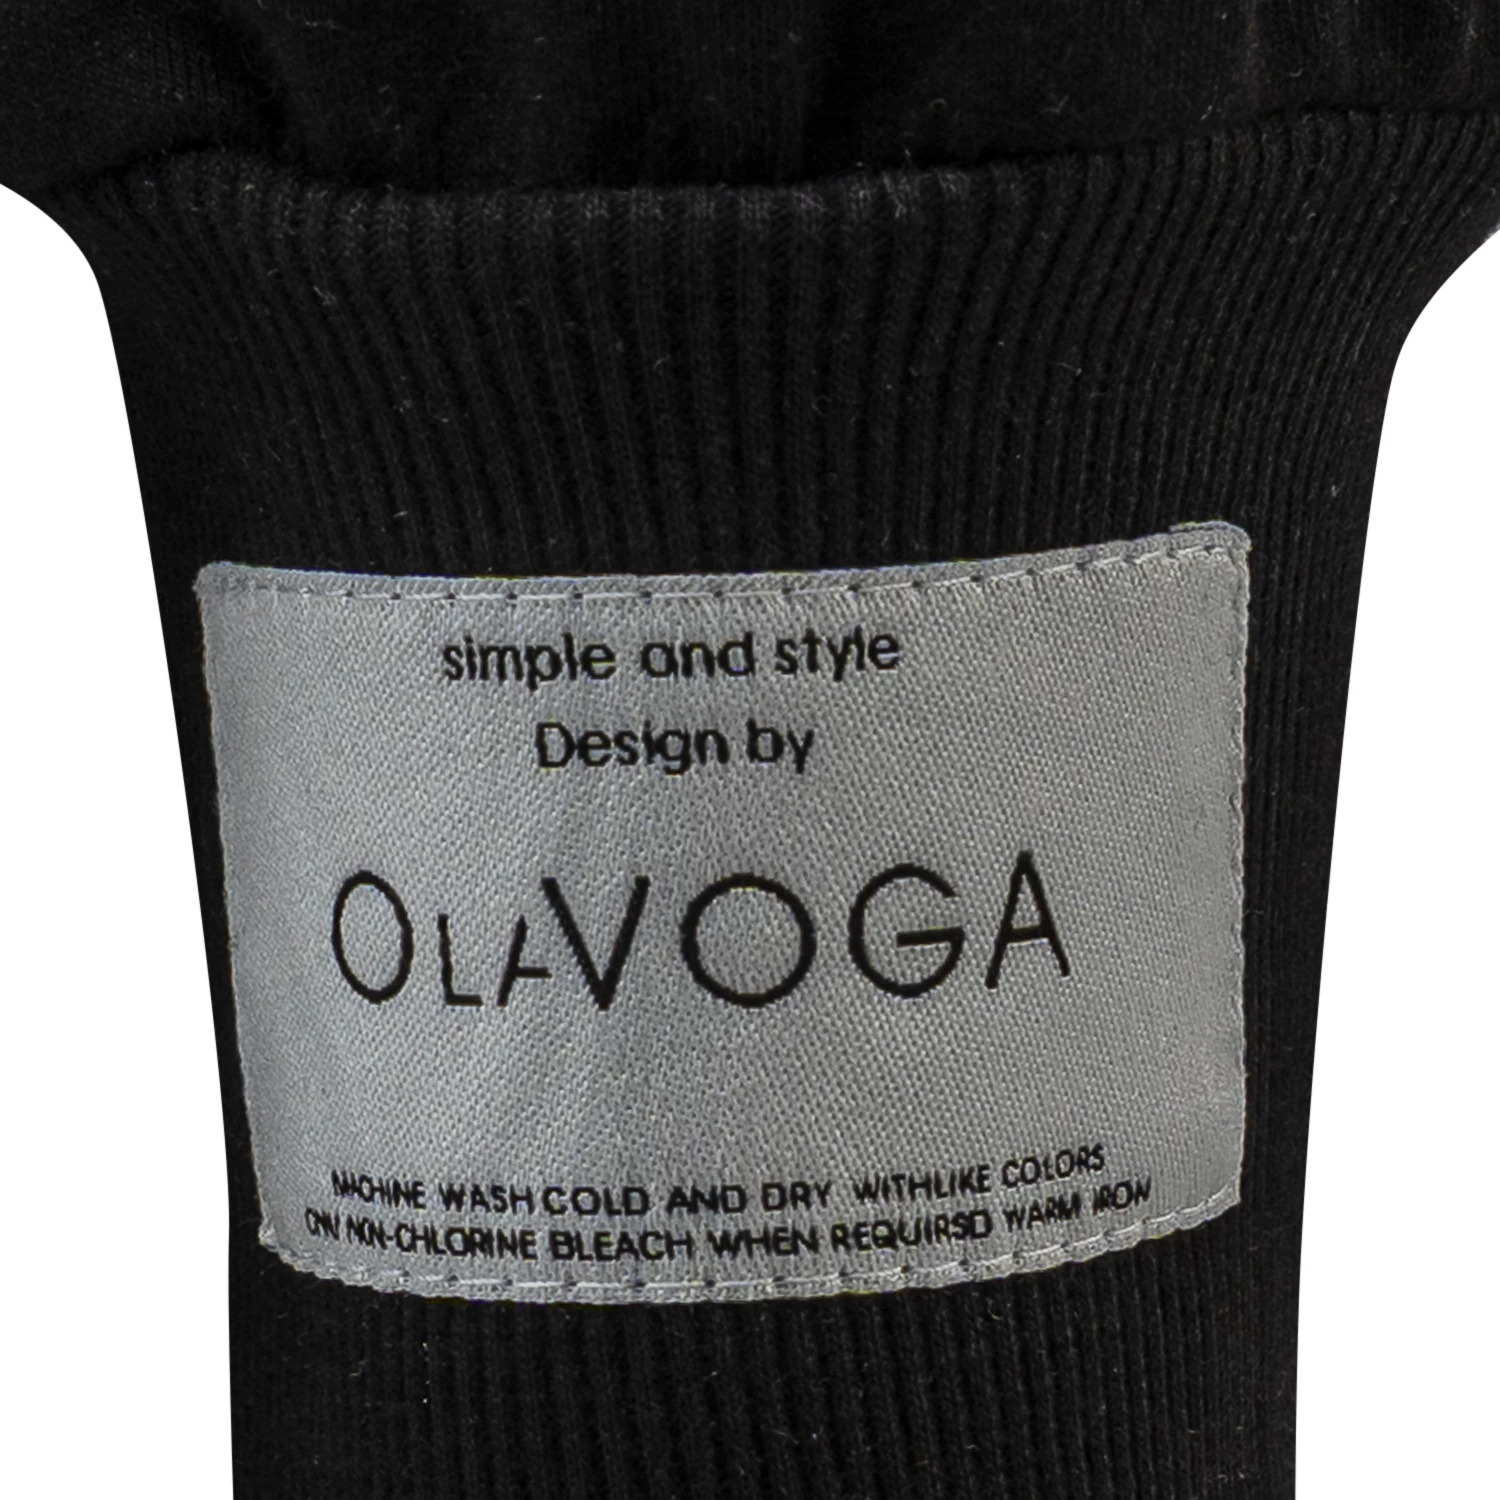 simple and style
Design by
OLAVOGA
MACHINE WASH COLD AND DRY WITHLIKE COLORS
ONV NON-CHLORINE BLEACH WHEN REQUIRSD WARM IRON